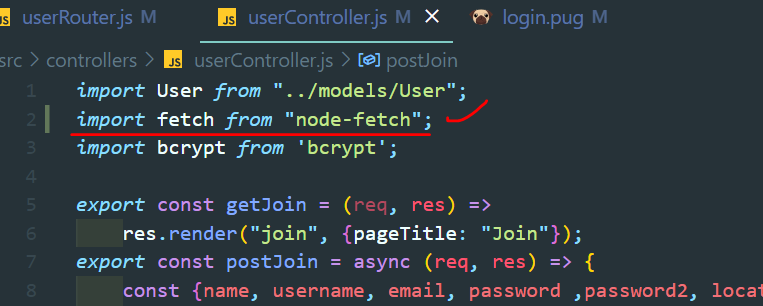 JS userRouter.js M JS userController.js M login.pug M
src > controllers > JS userController.js > postJoin
1 import User from "../models/User";
2 import fetch from "node-fetch";
3 import bcrypt from 'bcrypt';
4
5 export const getJoin = (req, res) =>
6 res.render("join", {pageTitle: "Join"});
7 export const postJoin = async (req, res) => {
8 const {name, username, email, password ,password2, locat